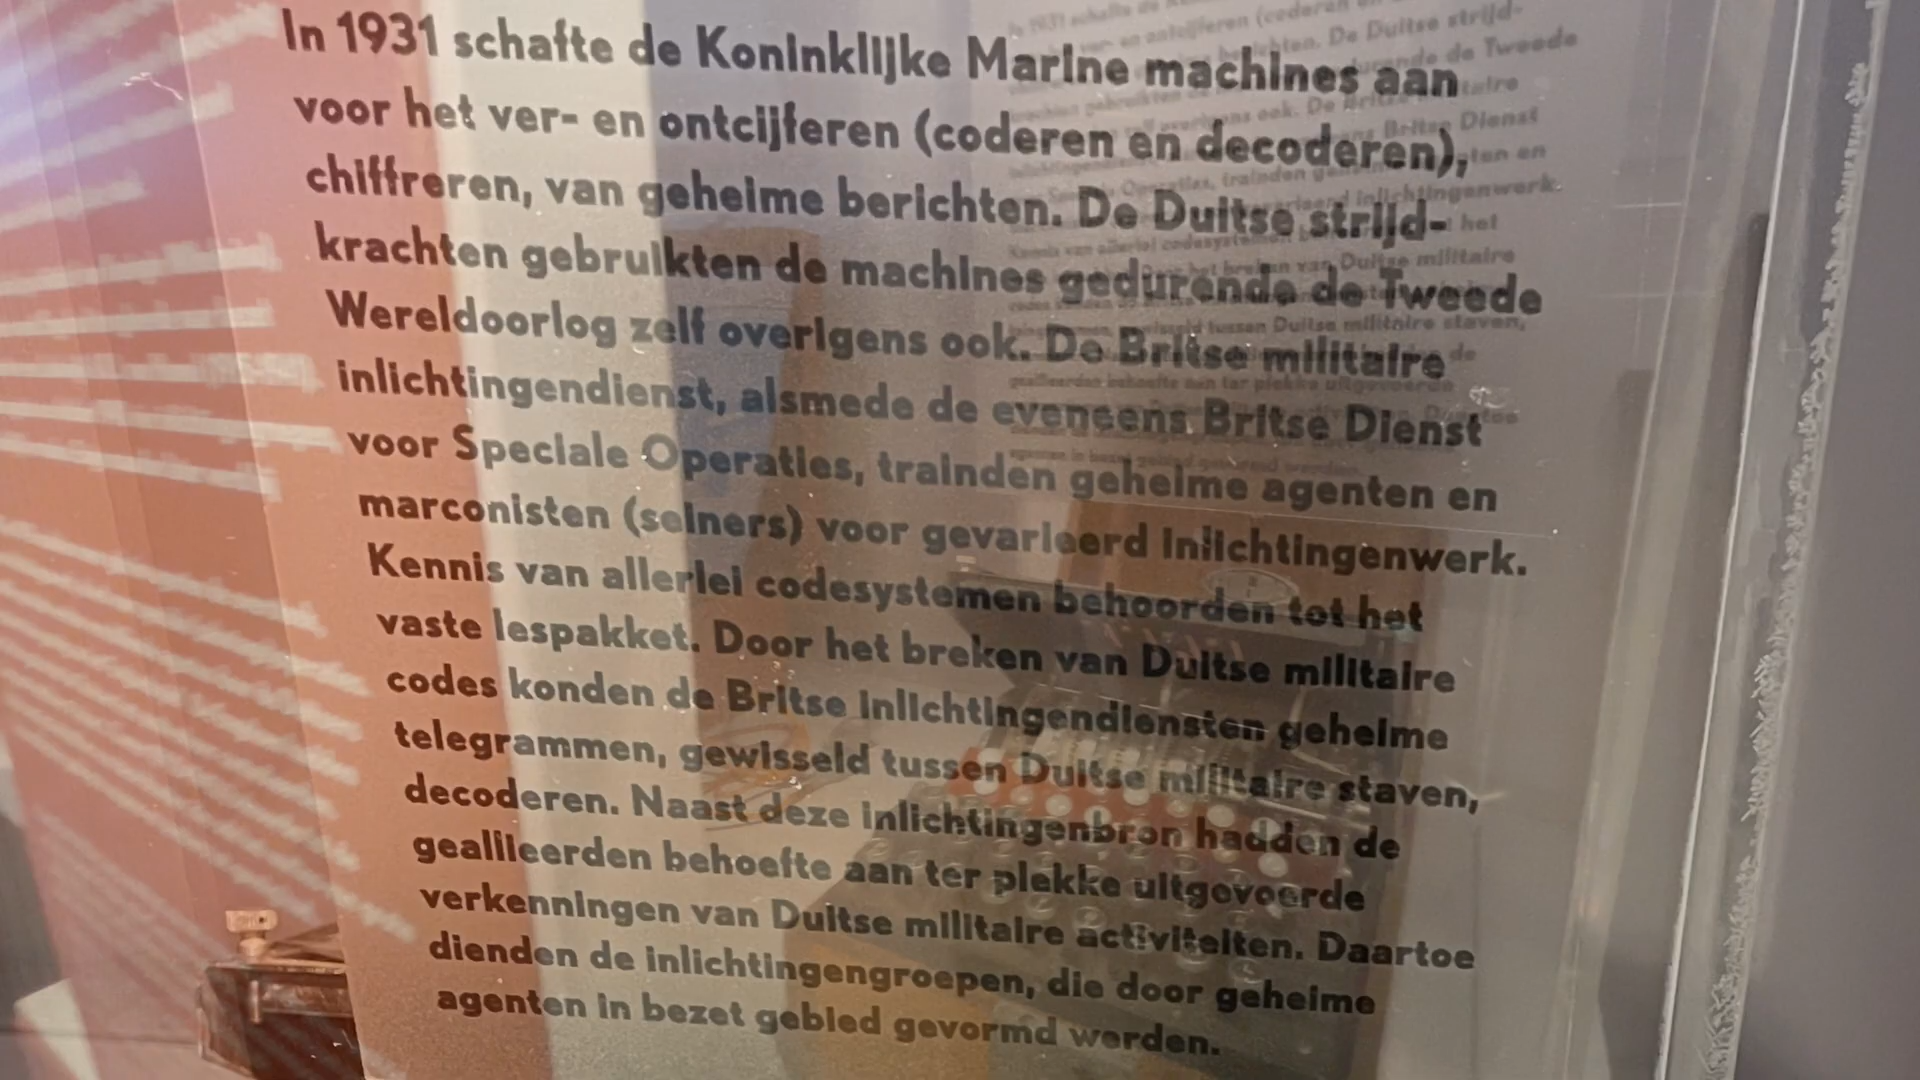 In 1931 schafte de Koninklijke Marine machines aan
voor het ver- en ontcijferen (coderen en decoderen),
chiffreren, van geheime berichten. De Duitse strijd-
krachten gebruikten de machines gedurende de Tweede
Wereldoorlog zelf overigens ook. De Britse militaire
inlichtingendienst, alsmede de eveneens Britse Dienst
voor Speciale Operaties, trainden geheime agenten en
marconisten (seiners) voor gevarieerd inlichtingenwerk.
Kennis van allerlei codesystemen behoorden tot het
vaste lespakket. Door het breken van Duitse militaire
codes konden de Britse inlichtingendiensten geheime
telegrammen, gewisseld tussen Duitse militaire staven,
decoderen. Naast deze inlichtingenbron hadden de
geallieerden behoefte aan ter plekke uitgevoerde
verkenningen van Duitse militaire activiteiten. Daartoe
dienden de inlichtingengroepen, die door geheime
agenten in bezet gebied gevormd werden.